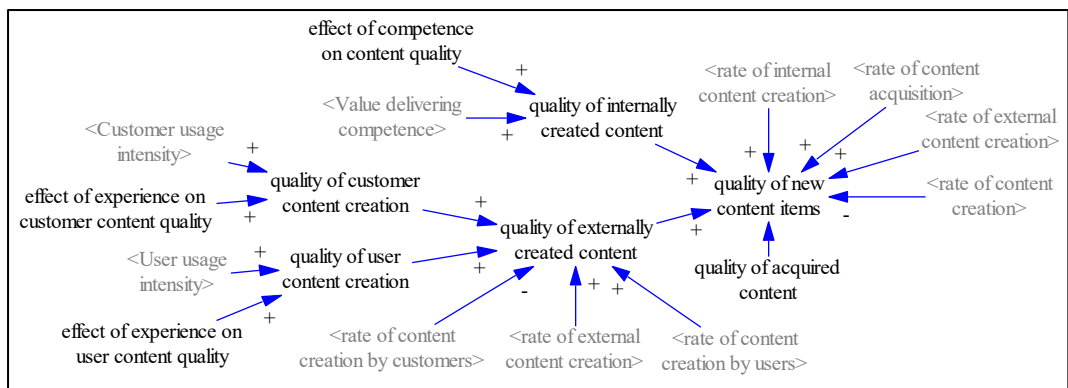 effect of competence
on content quality
<Value delivering
competence>
quality of internally
created content
<rate of internal
content creation>
<rate of content
acquisition>
<rate of external
content creation>
<rate of content
creation>
quality of new
content items
quality of acquired
content
<Customer usage
intensity>
effect of experience on
customer content quality
quality of customer
content creation
<User usage
intensity>
quality of user
content creation
effect of experience on
user content quality
quality of externally
created content
<rate of content
creation by customers>
<rate of external
content creation>
<rate of content
creation by users>
+
+
+
+
+
+
+
+
+
+
+
+
+
-
+
+
-